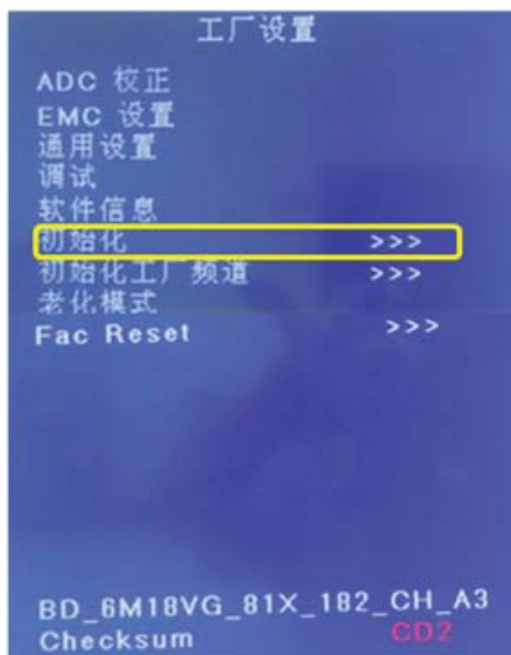 工厂设置
ADC 校正
EMC 设置
通用设置
调试
软件信息
初始化 >>>
初始化工厂频道 >>>
老化模式
Fac Reset >>>
BD_6M18VG_81X_182_CH_A3
Checksum CD2